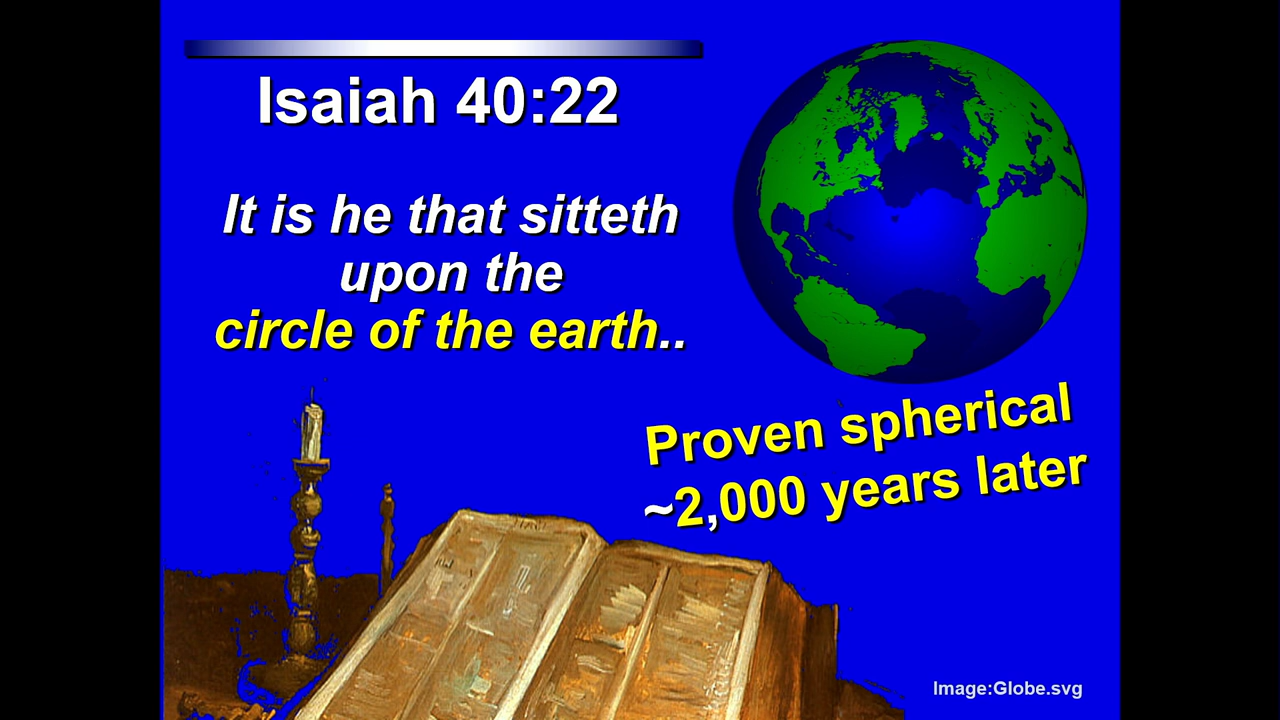 Isaiah 40:22
It is he that sitteth
upon the
circle of the earth..
Proven spherical
~2,000 years later
Image:Globe.svg